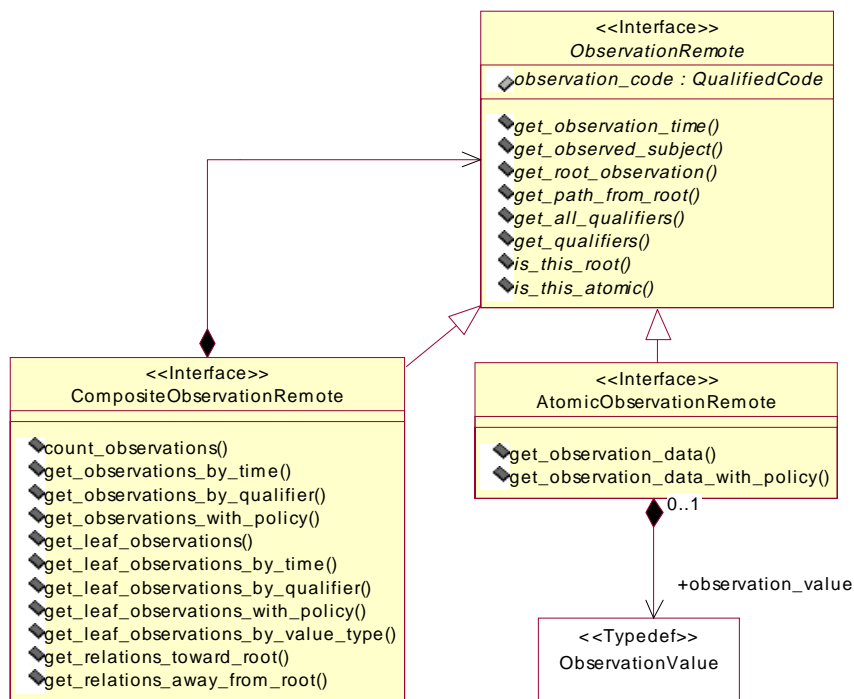 <<Interface>>
ObservationRemote
observation_code : QualifiedCode
get_observation_time()
get_observed_subject()
get_root_observation()
get_path_from_root()
get_all_qualifiers()
get_qualifiers()
is_this_root()
is_this_atomic()
<<Interface>>
CompositeObservationRemote
count_observations()
get_observations_by_time()
get_observations_by_qualifier()
get_observations_with_policy()
get_leaf_observations()
get_leaf_observations_by_time()
get_leaf_observations_by_qualifier()
get_leaf_observations_with_policy()
get_leaf_observations_by_value_type()
get_relations_toward_root()
get_relations_away_from_root()
<<Interface>>
AtomicObservationRemote
get_observation_data()
get_observation_data_with_policy()
0..1
+observation_value
<<Typedef>>
ObservationValue